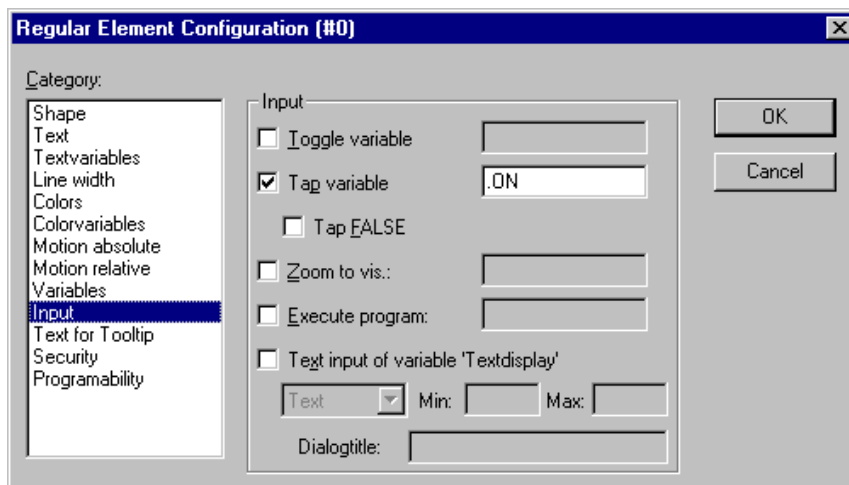 Regular Element Configuration (#0)
Category:
Shape
Text
Textvariables
Line width
Colors
Colorvariables
Motion absolute
Motion relative
Variables
Input
Text for Tooltip
Security
Programability
Input
Toggle variable
Tap variable .ON
Tap FALSE
Zoom to vis.:
Execute program:
Text input of variable 'Textdisplay'
Text Min: Max:
Dialogtitle:
OK
Cancel